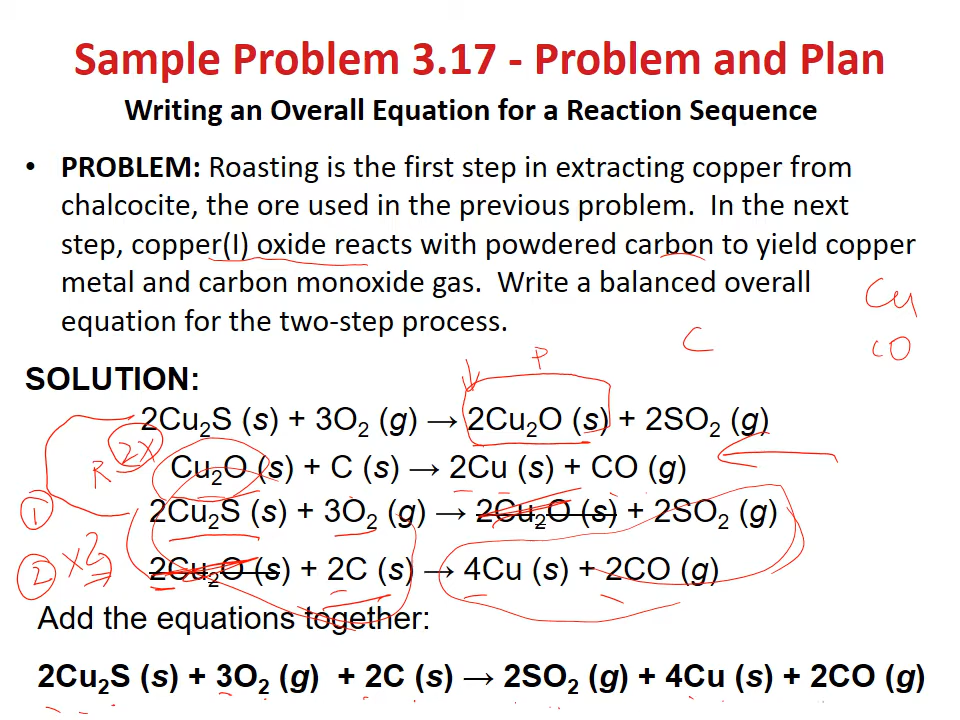 Sample Problem 3.17 - Problem and Plan
Writing an Overall Equation for a Reaction Sequence
• PROBLEM: Roasting is the first step in extracting copper from
chalcocite, the ore used in the previous problem. In the next
step, copper(I) oxide reacts with powdered carbon to yield copper
metal and carbon monoxide gas. Write a balanced overall
equation for the two-step process.
Cu
C
CO
P
SOLUTION:
2Cu₂S (s) + 3O₂ (g) → 2Cu₂O (s) + 2SO₂ (g)
R 2X
Cu₂O (s) + C (s) → 2Cu (s) + CO (g)
① 2Cu₂S (s) + 3O₂ (g) → 2Cu₂O (s) + 2SO₂ (g)
② X2 2Cu₂O (s) + 2C (s) → 4Cu (s) + 2CO (g)
Add the equations together:
2Cu₂S (s) + 3O₂ (g) + 2C (s) → 2SO₂ (g) + 4Cu (s) + 2CO (g)